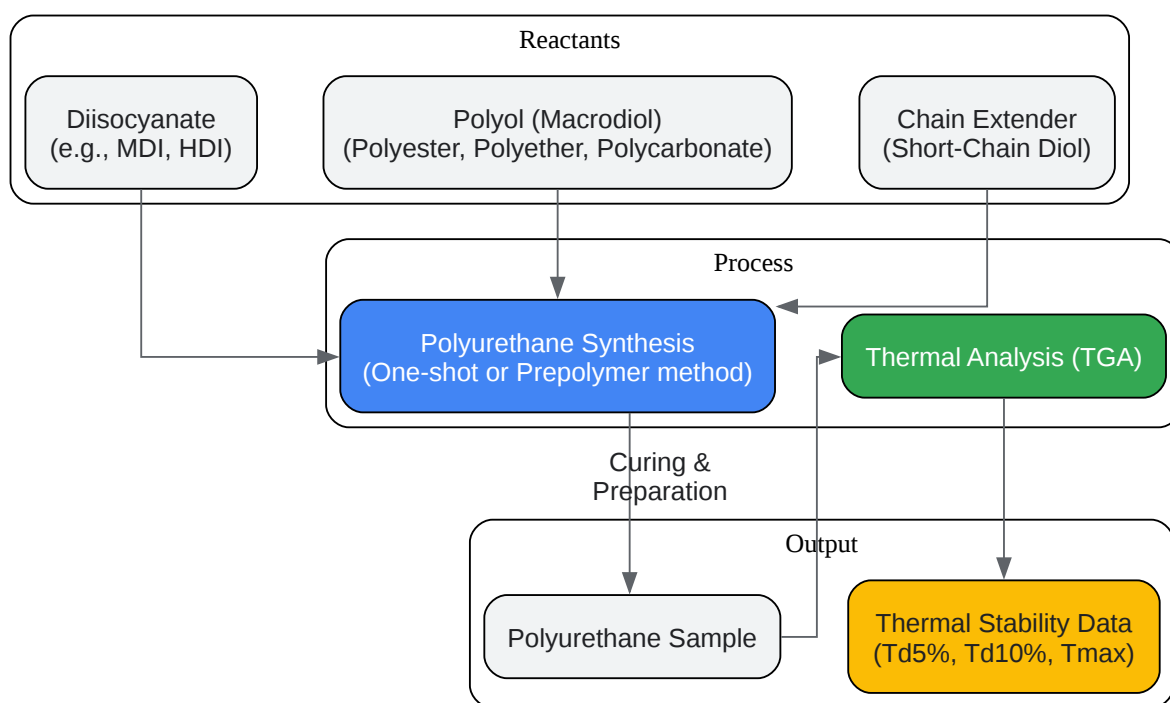 Reactants
Diisocyanate
(e.g., MDI, HDI)
Polyol (Macrodiol)
(Polyester, Polyether, Polycarbonate)
Chain Extender
(Short-Chain Diol)
Process
Polyurethane Synthesis
(One-shot or Prepolymer method)
Thermal Analysis (TGA)
Curing &
Preparation
Output
Polyurethane Sample
Thermal Stability Data
(Td5%, Td10%, Tmax)